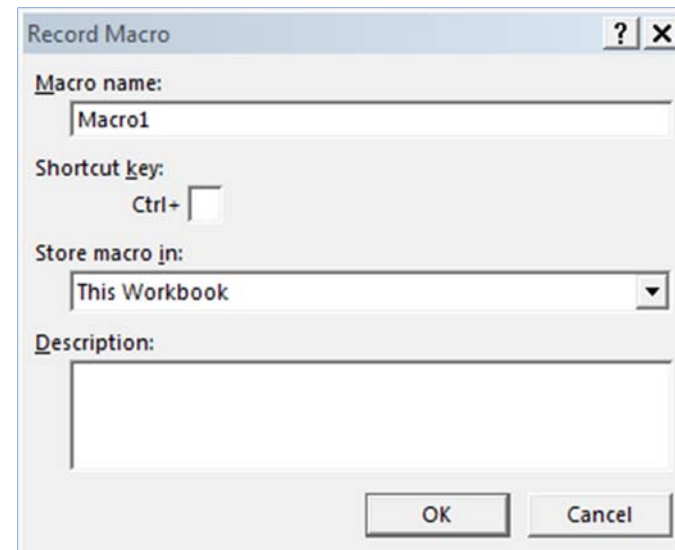 Record Macro ? X
Macro name:
Macro1
Shortcut key:
Ctrl+
Store macro in:
This Workbook
Description:
OK Cancel